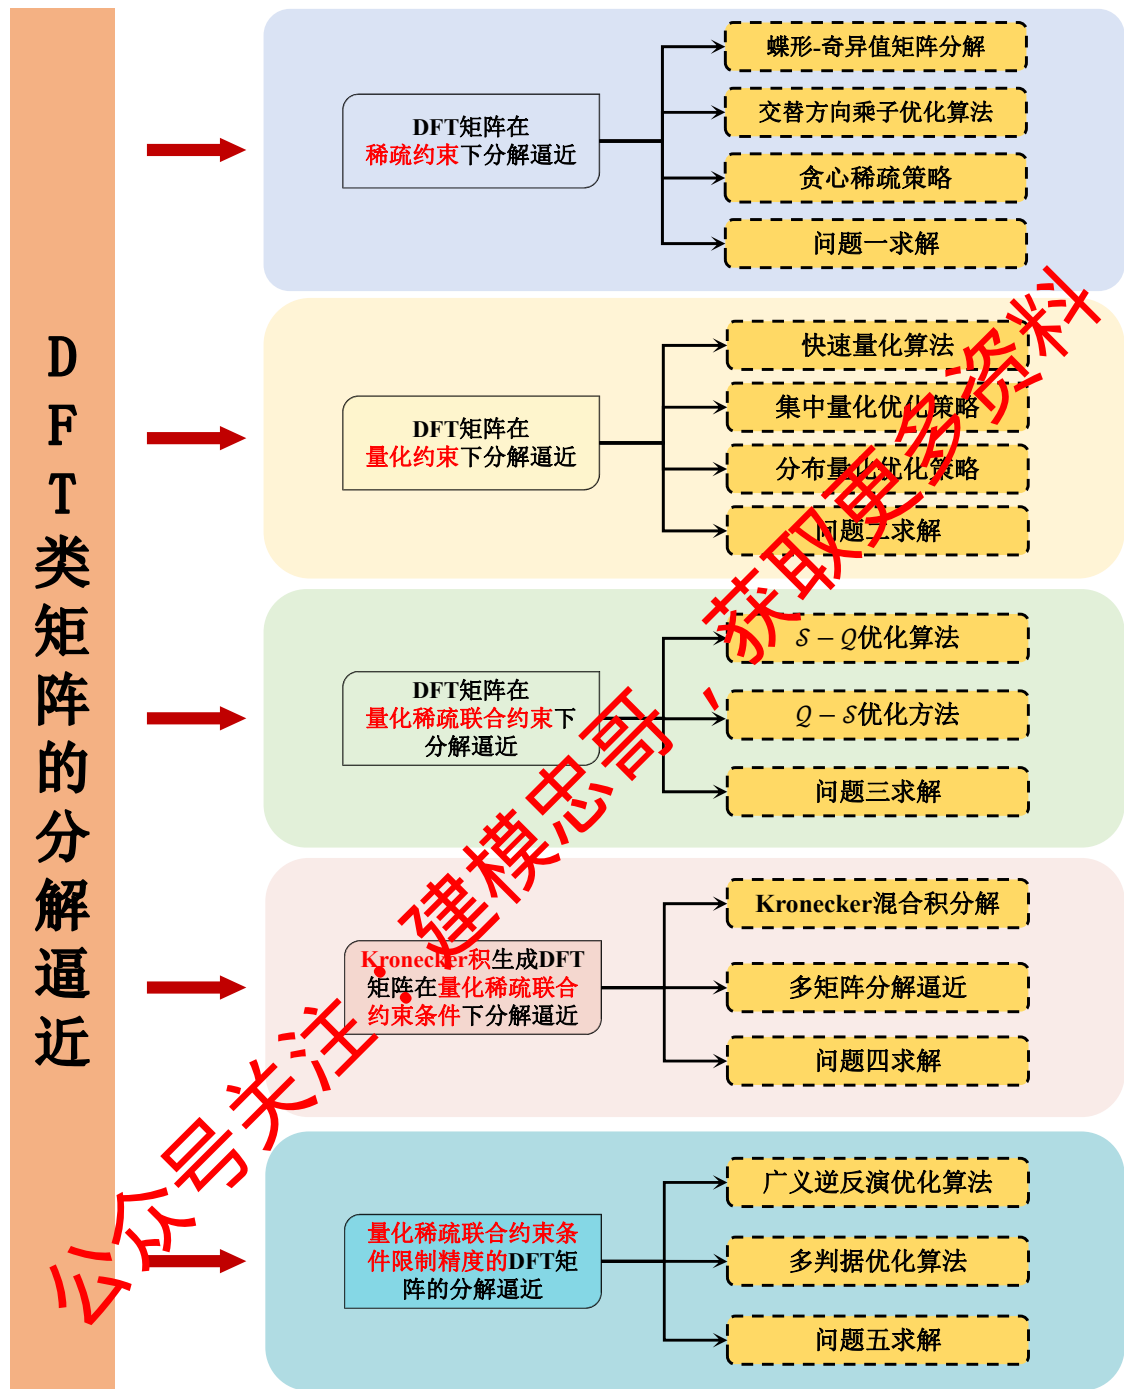 DFT类矩阵的分解逼近
DFT矩阵在
稀疏约束下分解逼近
蝶形-奇异值矩阵分解
交替方向乘子优化算法
贪心稀疏策略
问题一求解
DFT矩阵在
量化约束下分解逼近
快速量化算法
集中量化优化策略
分布量化优化策略
问题二求解
DFT矩阵在
量化稀疏联合约束下
分解逼近
𝒮 − 𝒬优化算法
𝒬 − 𝒮优化方法
问题三求解
Kronecker积生成DFT
矩阵在量化稀疏联合
约束条件下分解逼近
Kronecker混合积分解
多矩阵分解逼近
问题四求解
量化稀疏联合约束条
件限制精度的DFT矩
阵的分解逼近
广义逆反演优化算法
多判据优化算法
问题五求解
公众号关注：建模忠哥，获取更多资料